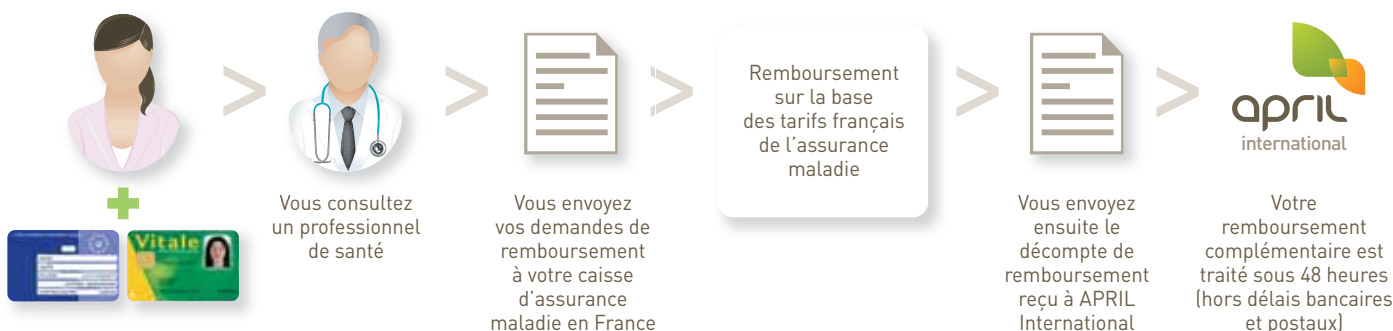 Vitale
Vous consultez
un professionnel
de santé
Vous envoyez
vos demandes de
remboursement
à votre caisse
d’assurance
maladie en France
Remboursement
sur la base
des tarifs français
de l’assurance
maladie
Vous envoyez
ensuite le
décompte de
remboursement
reçu à APRIL
International
april
international
Votre
remboursement
complémentaire est
traité sous 48 heures
(hors délais bancaires
et postaux)